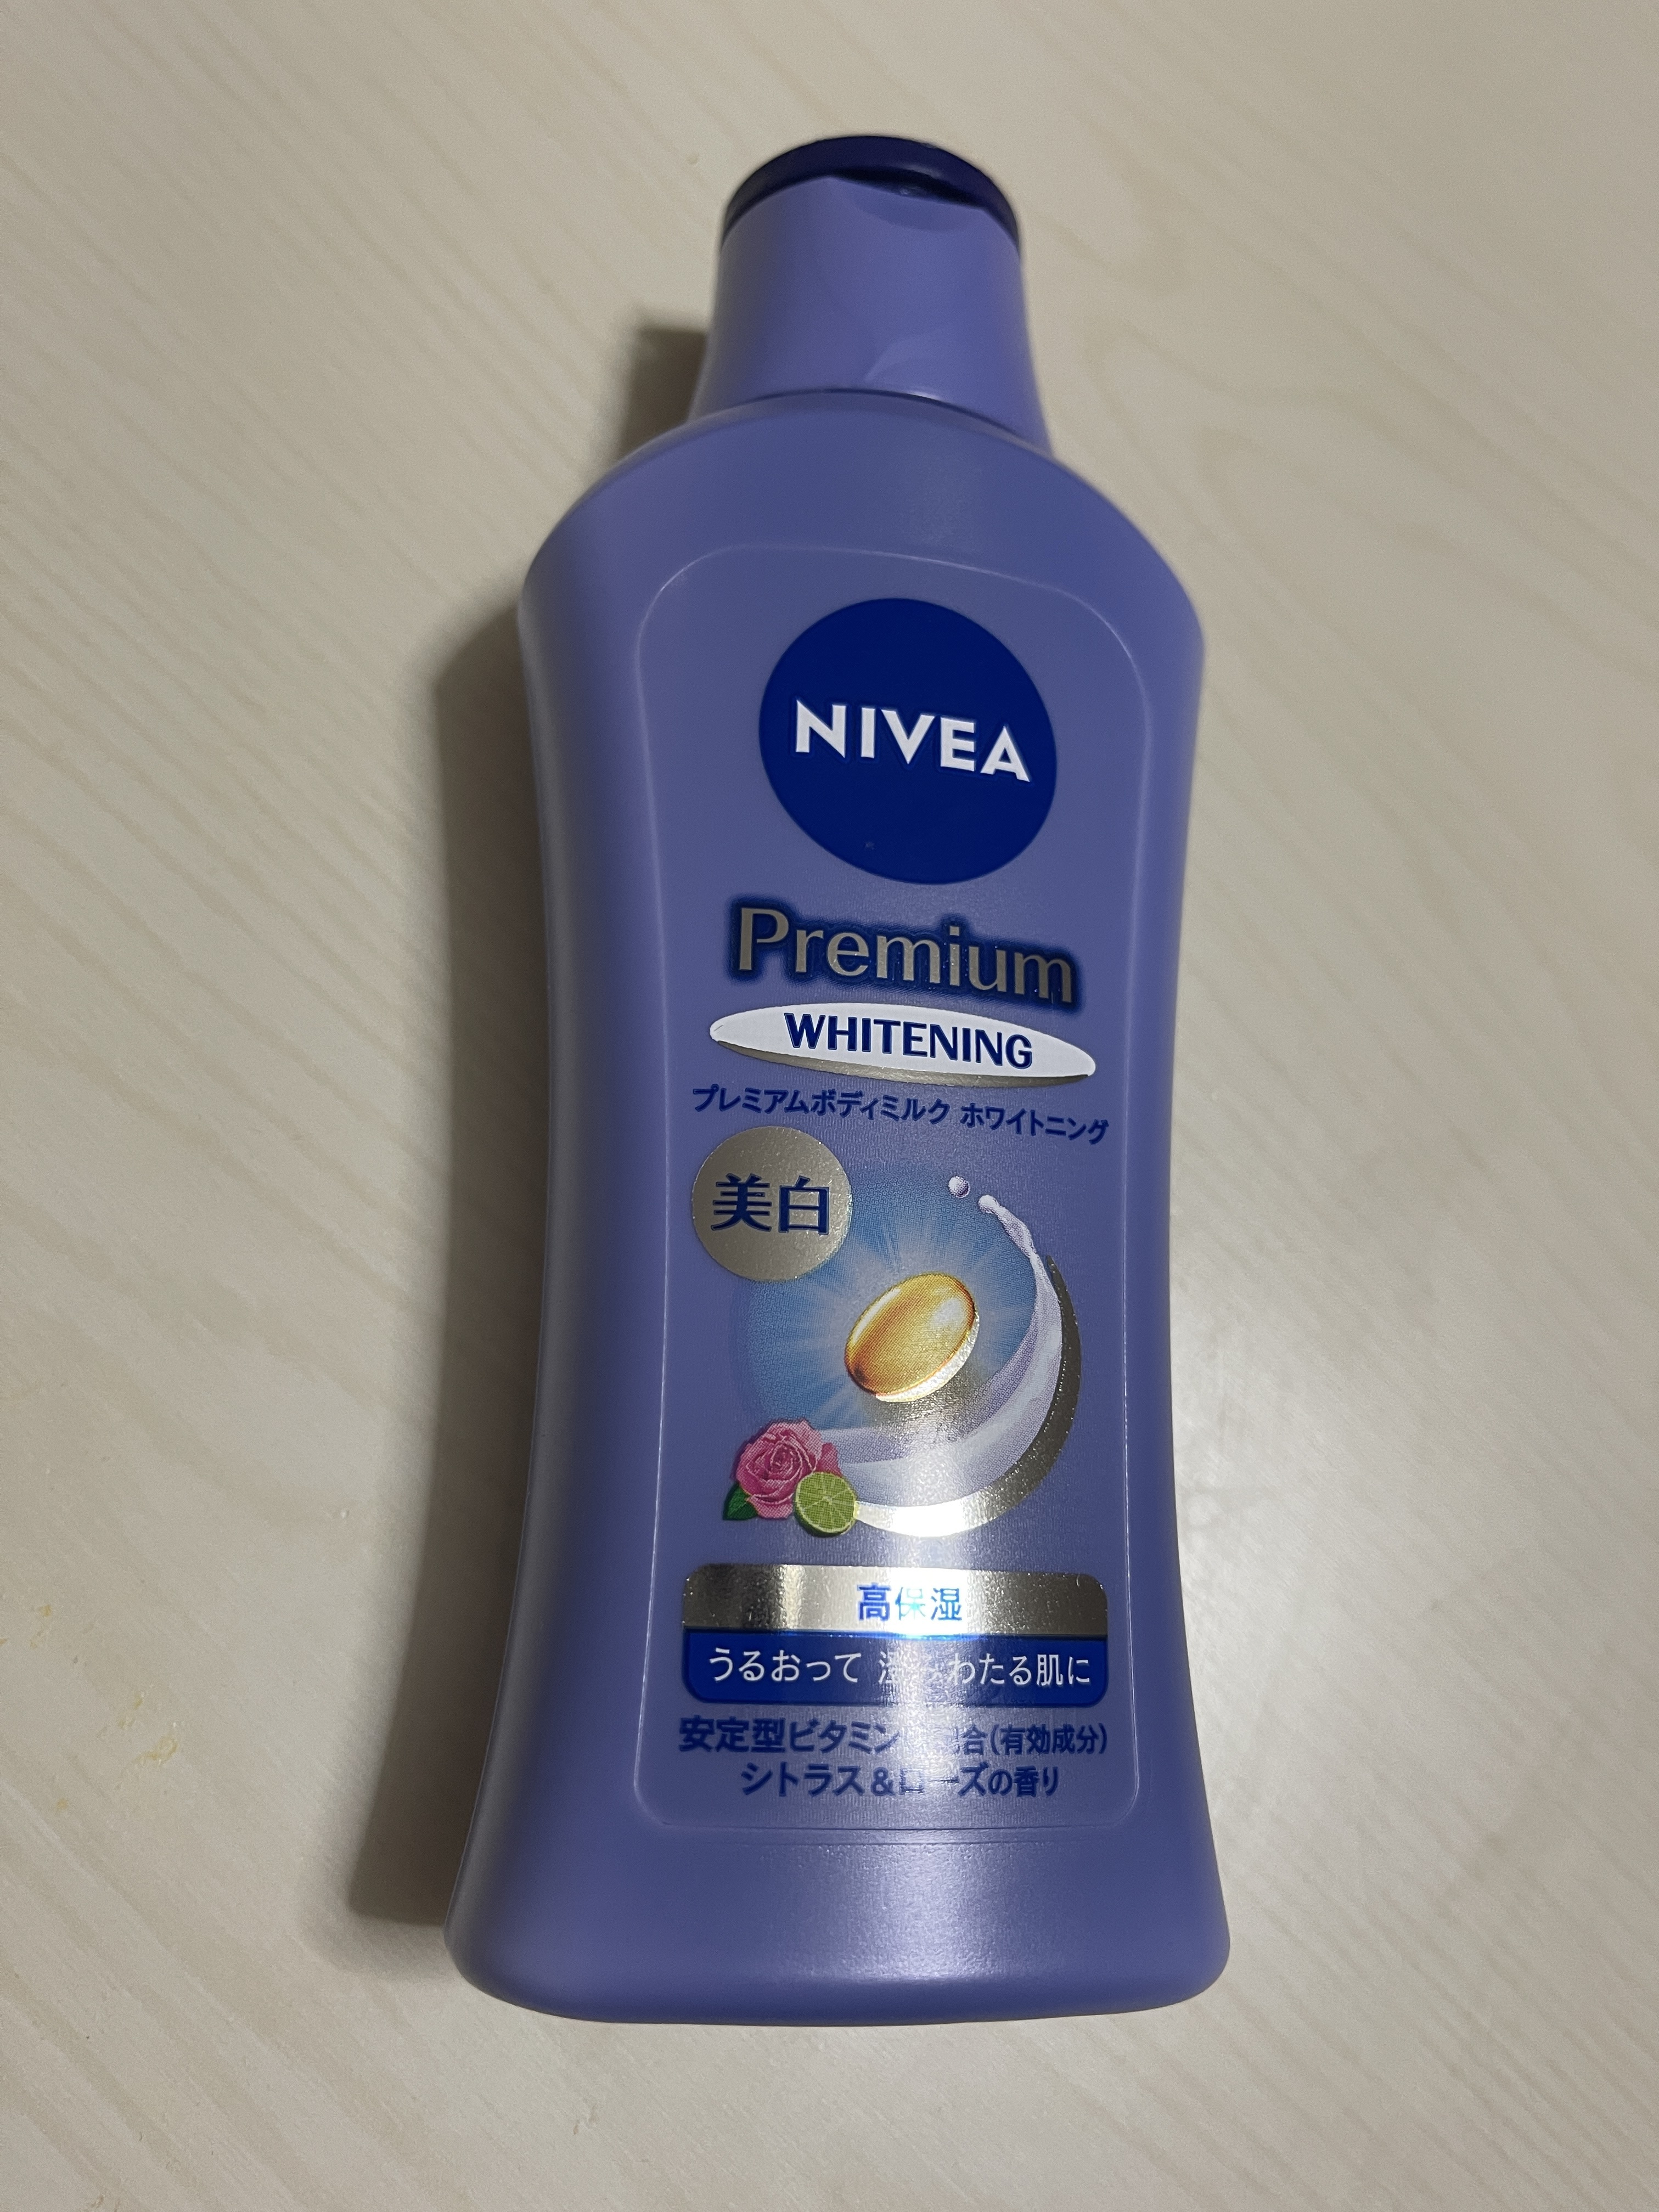 NIVEA
Premium
WHITENING
プレミアムボディミルク ホワイトニング
美白
高保湿
うるおって わたる肌に
安定型ビタミン 合(有効成分)
シトラス&ローズの香り